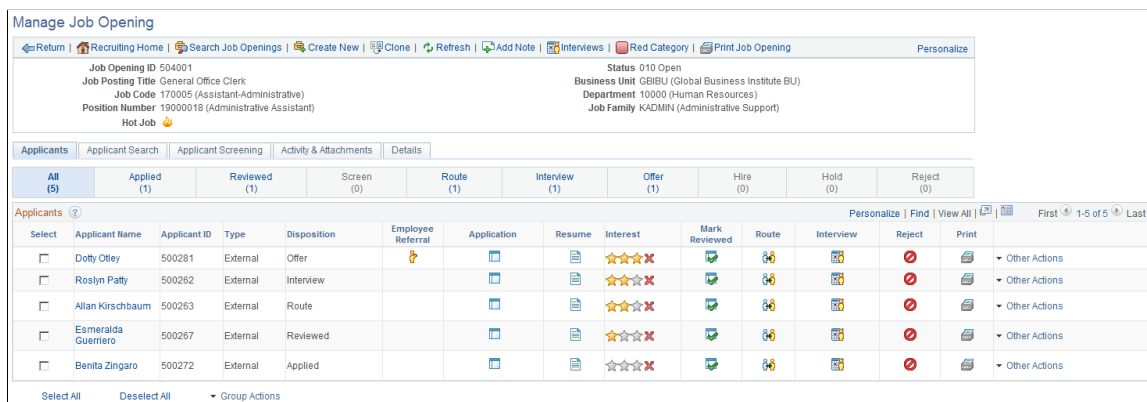 Manage Job Opening
Return | Recruiting Home | Search Job Openings | Create New | Clone | Refresh | Add Note | Interviews | Red Category | Print Job Opening Personalize
Job Opening ID 504001 Status 010 Open
Job Posting Title General Office Clerk Business Unit GBIBU (Global Business Institute BU)
Job Code 170005 (Assistant-Administrative) Department 10000 (Human Resources)
Position Number 19000018 (Administrative Assistant) Job Family KADMIN (Administrative Support)
Hot Job
Applicants Applicant Search Applicant Screening Activity & Attachments Details
All Applied Reviewed Screen Route Interview Offer Hire Hold Reject
(5) (1) (1) (0) (1) (1) (1) (0) (0) (0)
Applicants ? Personalize | Find | View All | | First 1-5 of 5 Last
Select Applicant Name Applicant ID Type Disposition Employee Referral Application Resume Interest Mark Reviewed Route Interview Reject Print
Dotty Otley 500281 External Offer Other Actions
Roslyn Patty 500262 External Interview Other Actions
Allan Kirschbaum 500263 External Route Other Actions
Esmeralda Guerriero 500267 External Reviewed Other Actions
Benita Zingaro 500272 External Applied Other Actions
Select All Deselect All Group Actions